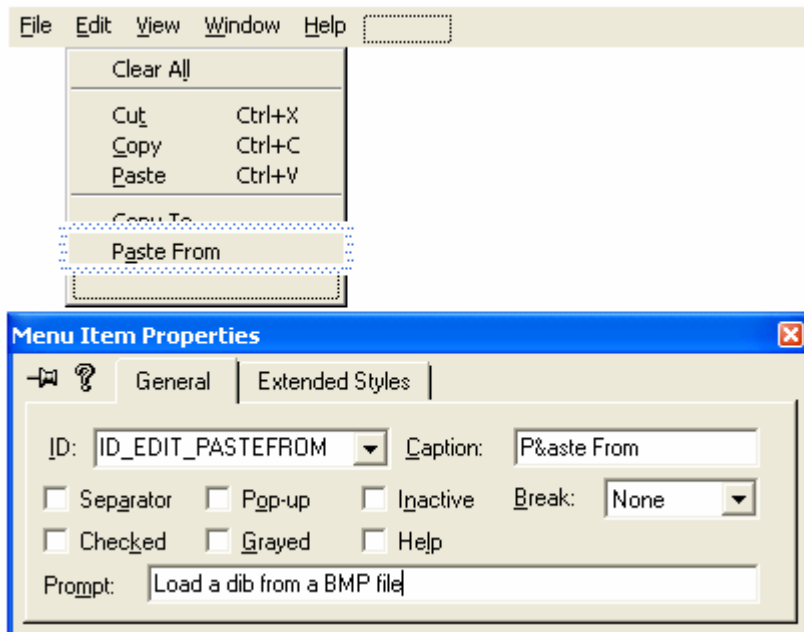 File Edit View Window Help
Clear All
Cut Ctrl+X
Copy Ctrl+C
Paste Ctrl+V
Copy To
Paste From
Menu Item Properties
? General Extended Styles
ID: ID_EDIT_PASTEFROM Caption: P&aste From
Separator Pop-up Inactive Break: None
Checked Grayed Help
Prompt: Load a dib from a BMP file